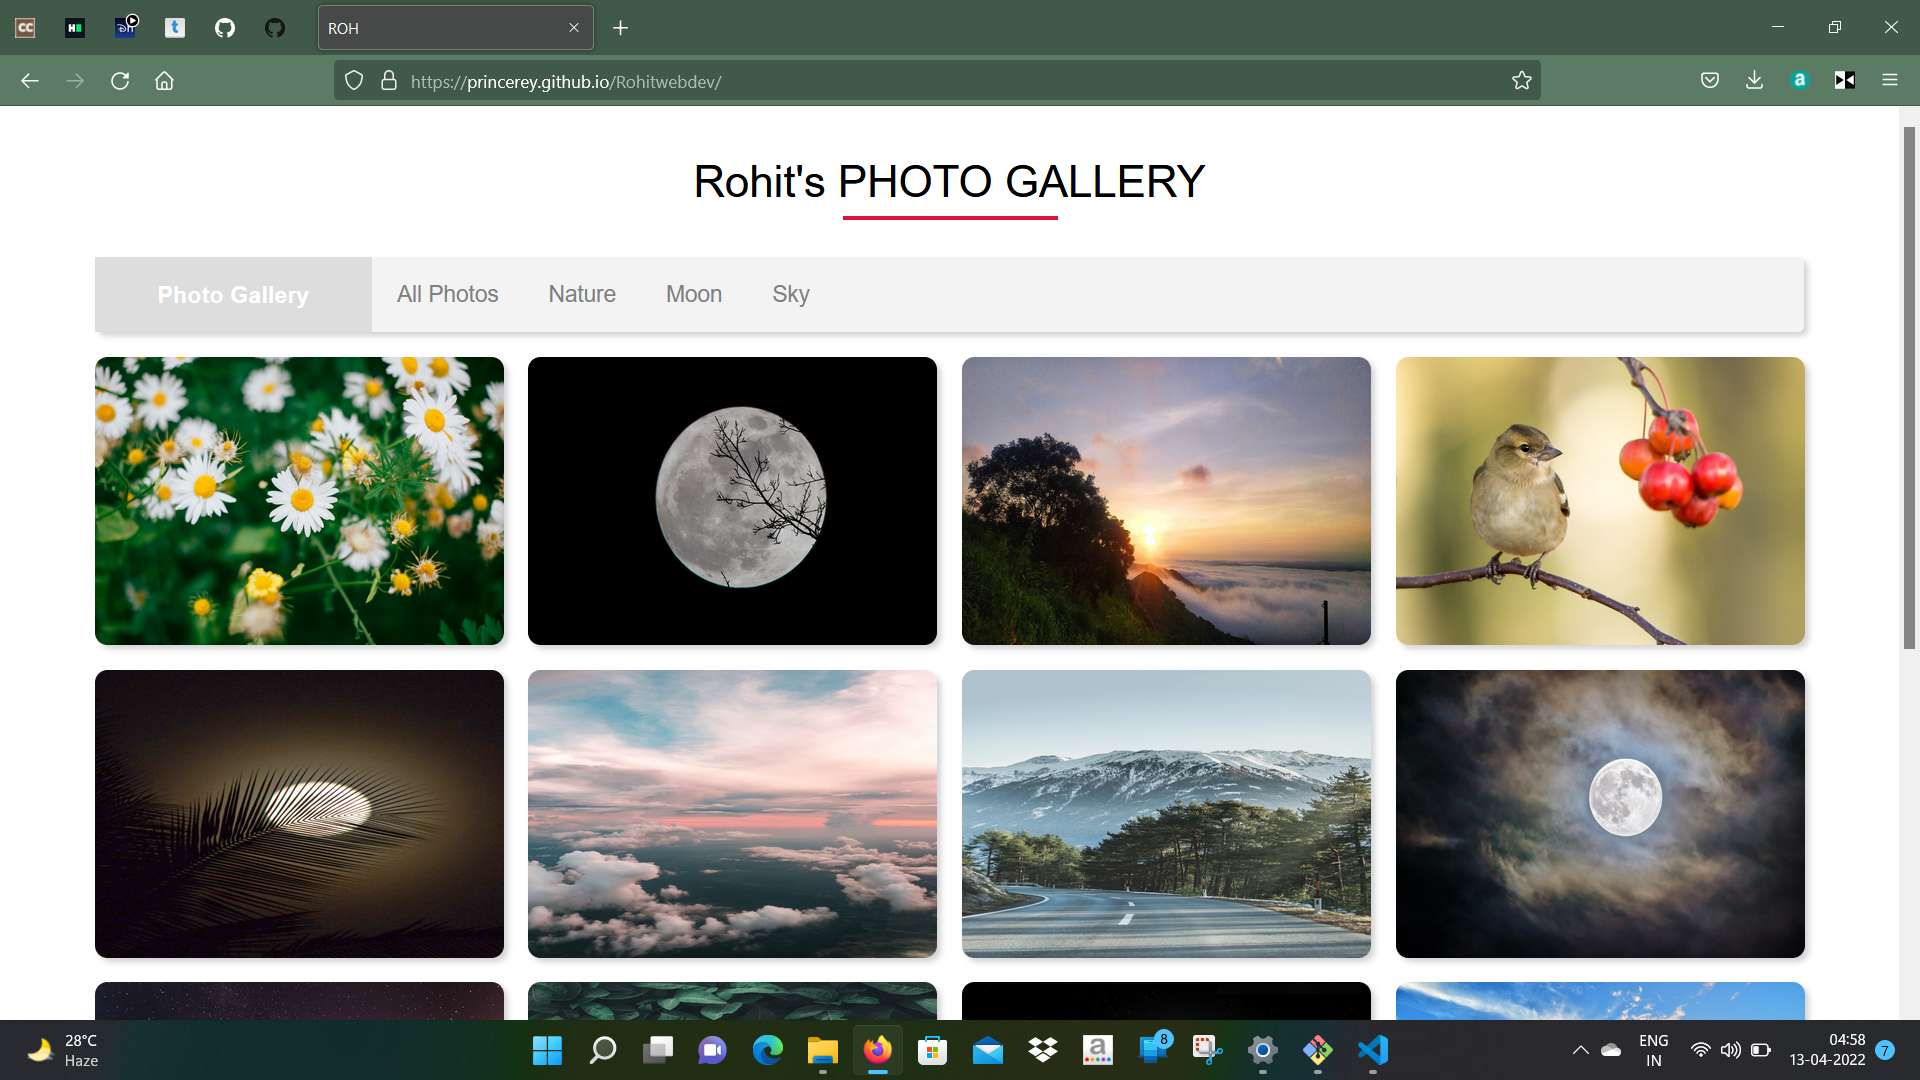 CC
H
t
ROH
https://princerey.github.io/Rohitwebdev/
a
Rohit's PHOTO GALLERY
Photo Gallery
All Photos
Nature
Moon
Sky
28°C
Haze
a
8
ENG
IN
04:58
13-04-2022
7